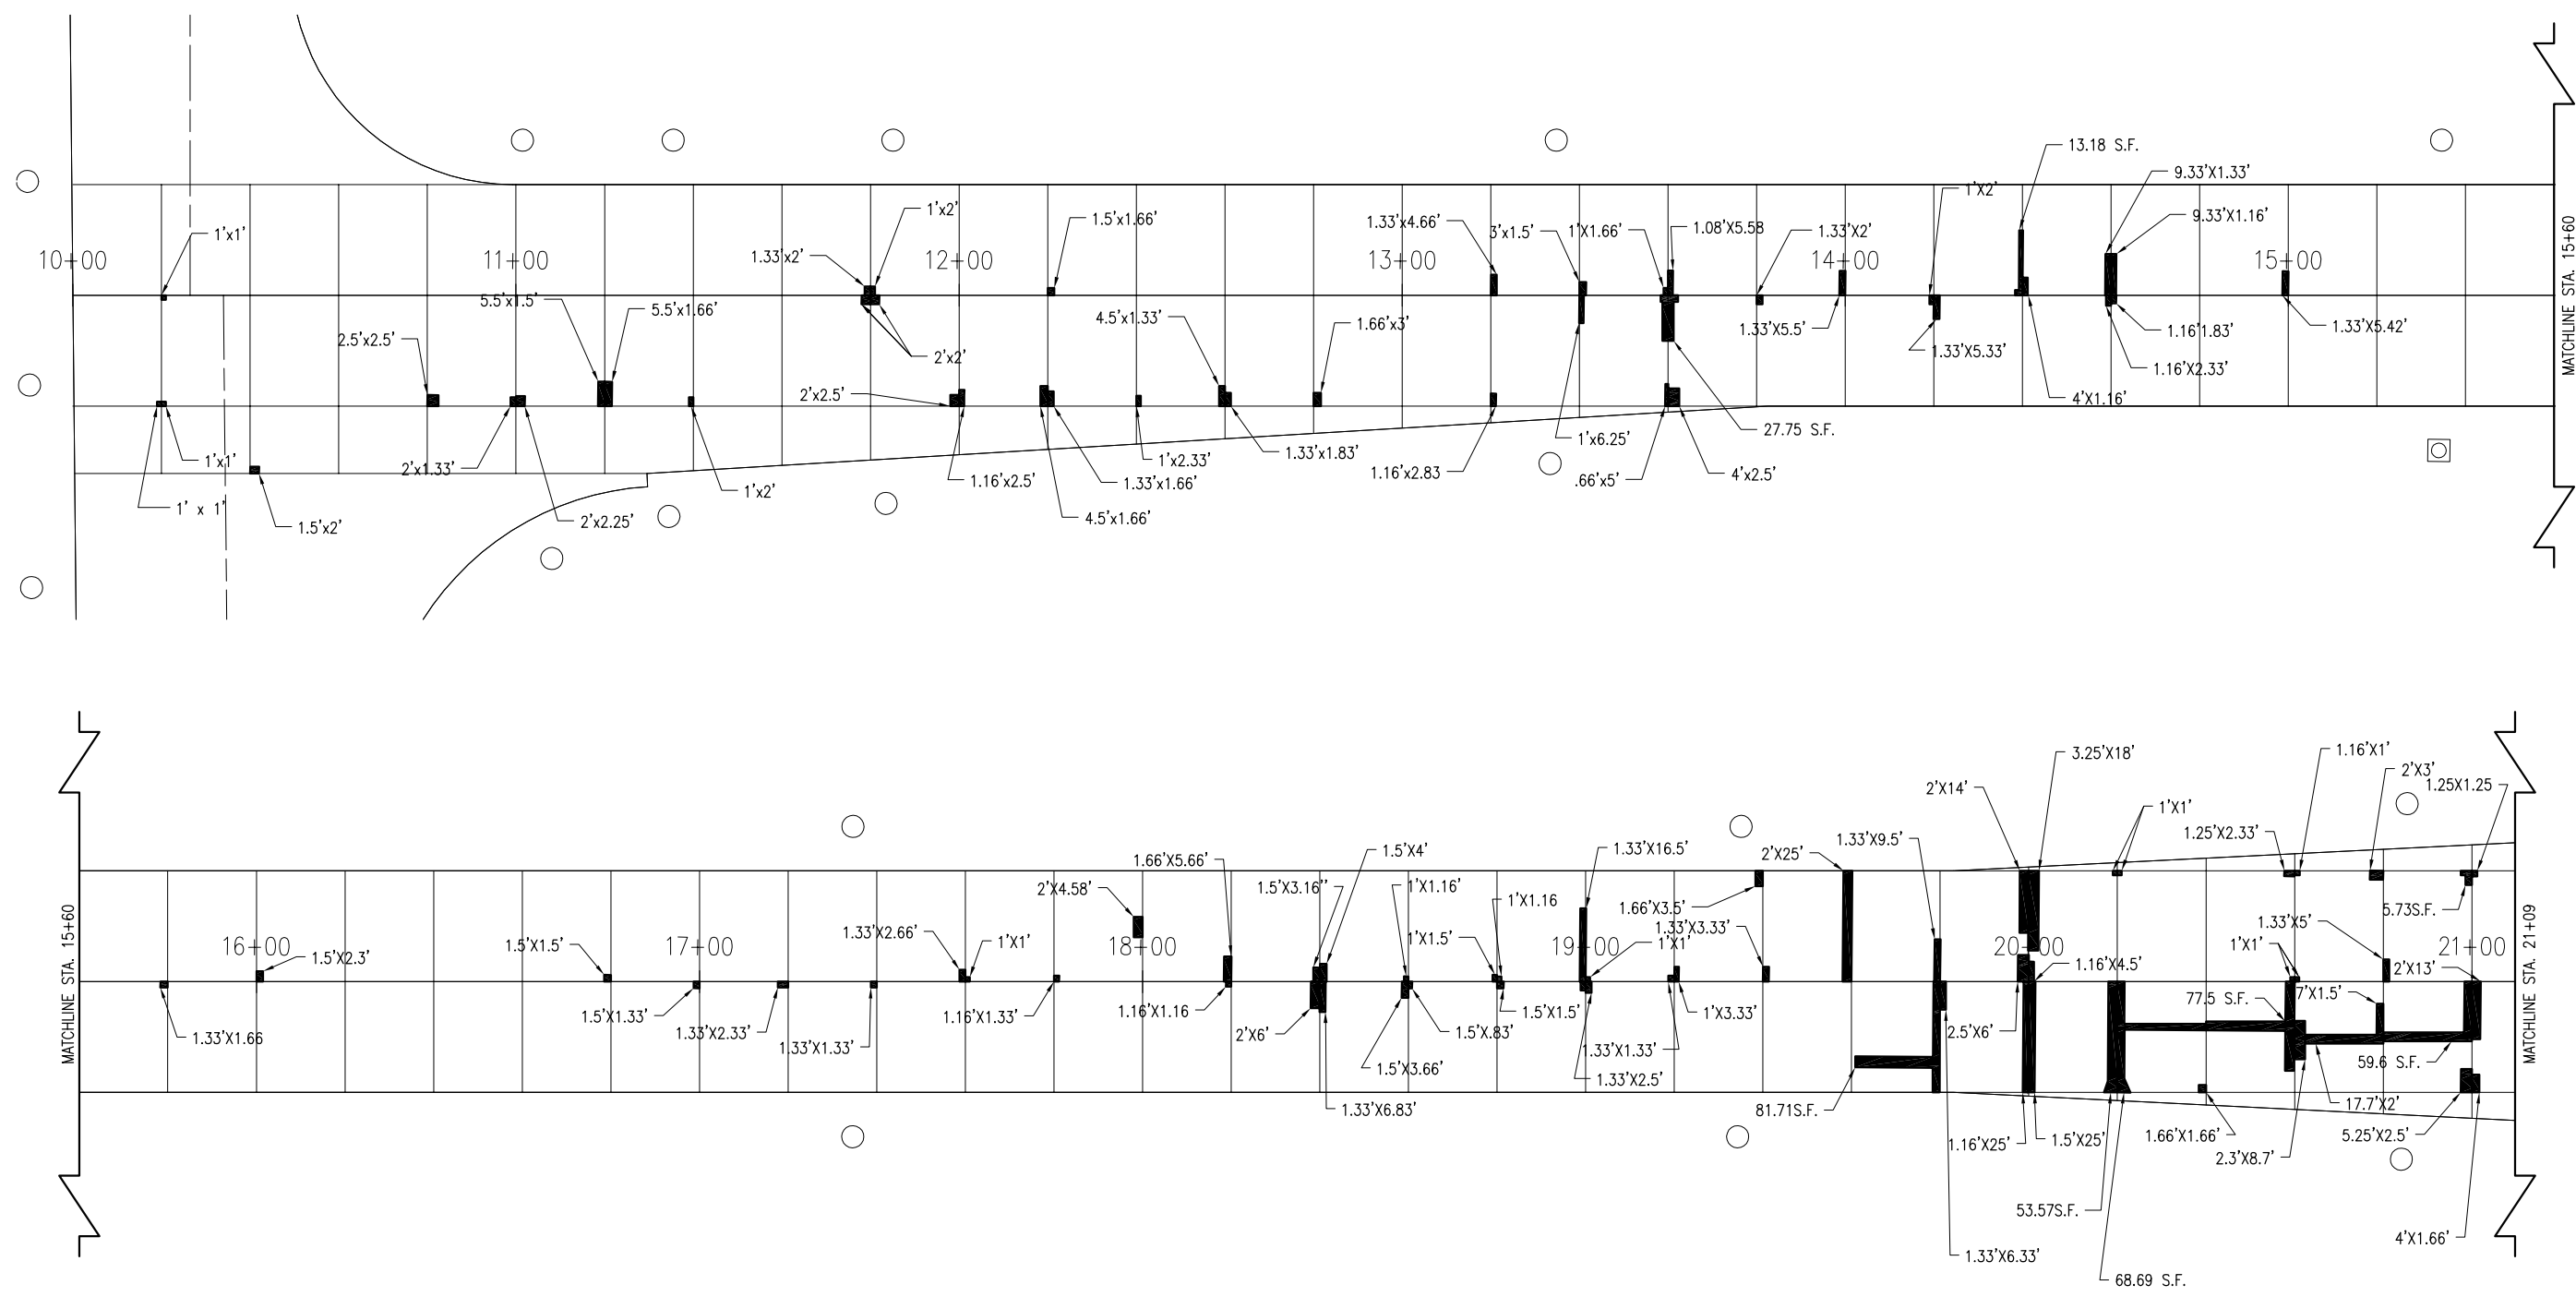 13.18 S.F.
9.33'X1.33'
1'X2'
1'x2'
9.33'X1.16'
1.5'x1.66'
1.33'x4.66'
3'x1.5'
1'X1.66'
1.08'X5.58
1.33'X2'
1'x1'
1.33'x2'
10+00
11+00
12+00
13+00
14+00
15+00
MATCHLINE STA. 15+60
5.5'x1.5'
5.5'x1.66'
4.5'x1.33'
1.66'x3'
1.33'X5.5'
1.16'1.83'
1.33'X5.42'
2.5'x2.5'
2'x2'
1.33'X5.33'
1.16'X2.33'
2'x2.5'
4'X1.16'
27.75 S.F.
1'x6.25'
1'x1'
2'x1.33'
1.33'x1.83'
1'x2.33'
1.16'x2.83
.66'x5'
4'x2.5'
1'x2'
1.16'x2.5'
1.33'x1.66'
1' x 1'
1.5'x2'
2'x2.25'
4.5'x1.66'
3.25'X18'
1.16'X1'
2'X3'
1.25X1.25
2'X14'
1'X1'
1.33'X9.5'
1.25'X2.33'
1.66'X5.66'
1.5'X4'
1.33'X16.5'
2'X25'
2'X4.58'
1.5'X3.16''
1'X1.16'
1'X1.16
1.66'X3.5'
5.73S.F.
1.33'X3.33'
1.33'X5'
MATCHLINE STA. 15+60
16+00
17+00
18+00
19+00
20+00
21+00
MATCHLINE STA. 21+09
1.5'X2.3'
1.5'X1.5'
1.33'X2.66'
1'X1'
1'X1.5'
1'X1'
1'X1'
1.16'X4.5'
2'X13'
7'X1.5'
77.5 S.F.
1.33'X1.66
1.5'X1.33'
1.33'X2.33'
1.33'X1.33'
1.16'X1.33'
1.16'X1.16
2'X6'
1.5'X.83'
1.5'X1.5'
1'X3.33'
2.5'X6'
1.33'X1.33'
1.5'X3.66'
1.33'X2.5'
59.6 S.F.
1.33'X6.83'
81.71S.F.
17.7'X2'
1.16'X25'
1.5'X25'
1.66'X1.66'
5.25'X2.5'
2.3'X8.7'
53.57S.F.
4'X1.66'
1.33'X6.33'
68.69 S.F.